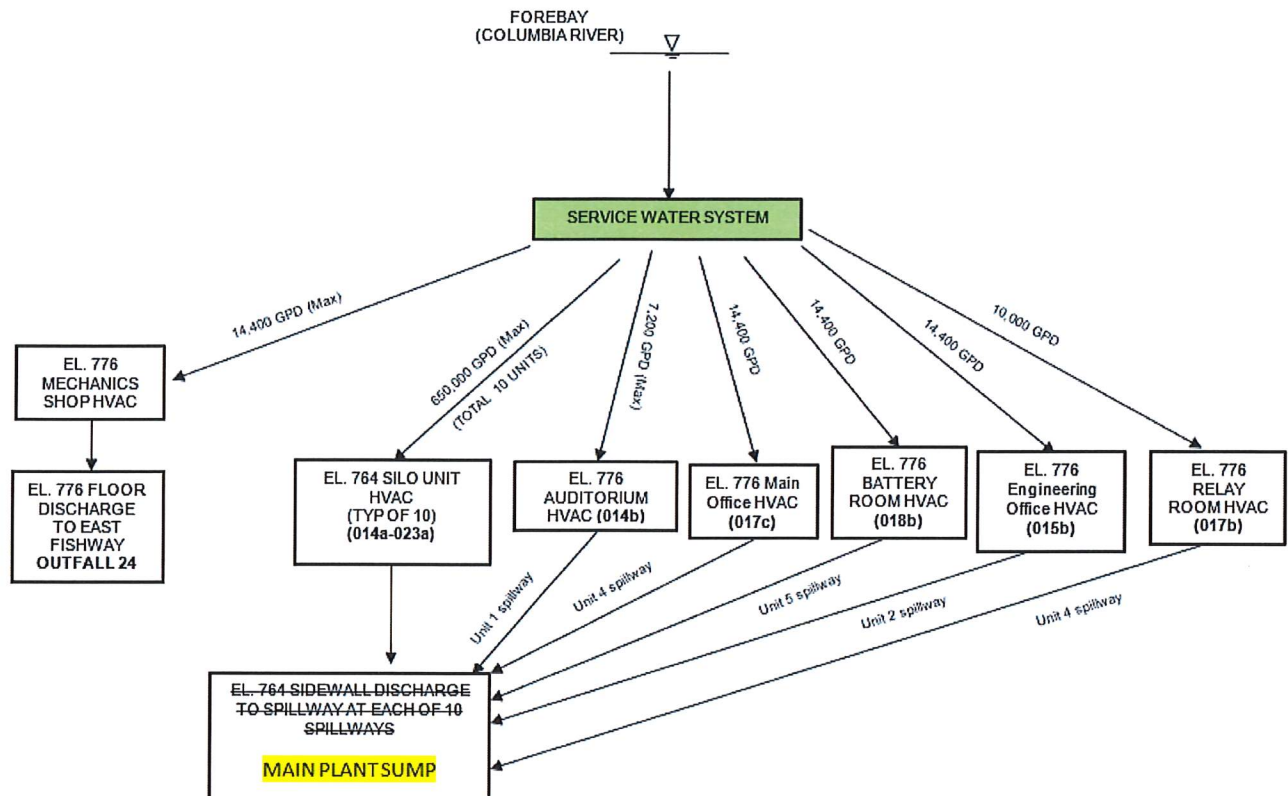 FOREBAY
(COLUMBIA RIVER)
SERVICE WATER SYSTEM
14,400 GPD (Max)
650,000 GPD (Max)
(TOTAL 10 UNITS)
7,200 GPD (Max)
14,400 GPD
14,400 GPD
14,400 GPD
10,000 GPD
EL. 776
MECHANICS
SHOP HVAC
EL. 776 FLOOR
DISCHARGE
TO EAST
FISHWAY
OUTFALL 24
EL. 764 SILO UNIT
HVAC
(TYP OF 10)
(014a-023a)
EL. 776
AUDITORIUM
HVAC (014b)
EL. 776 Main
Office HVAC
(017c)
EL. 776
BATTERY
ROOM HVAC
(018b)
EL. 776
Engineering
Office HVAC
(015b)
EL. 776
RELAY
ROOM HVAC
(017b)
Unit 1 spillway
Unit 4 spillway
Unit 5 spillway
Unit 2 spillway
Unit 4 spillway
EL. 764 SIDEWALL DISCHARGE
TO SPILLWAY AT EACH OF 10
SPILLWAYS
MAIN PLANT SUMP